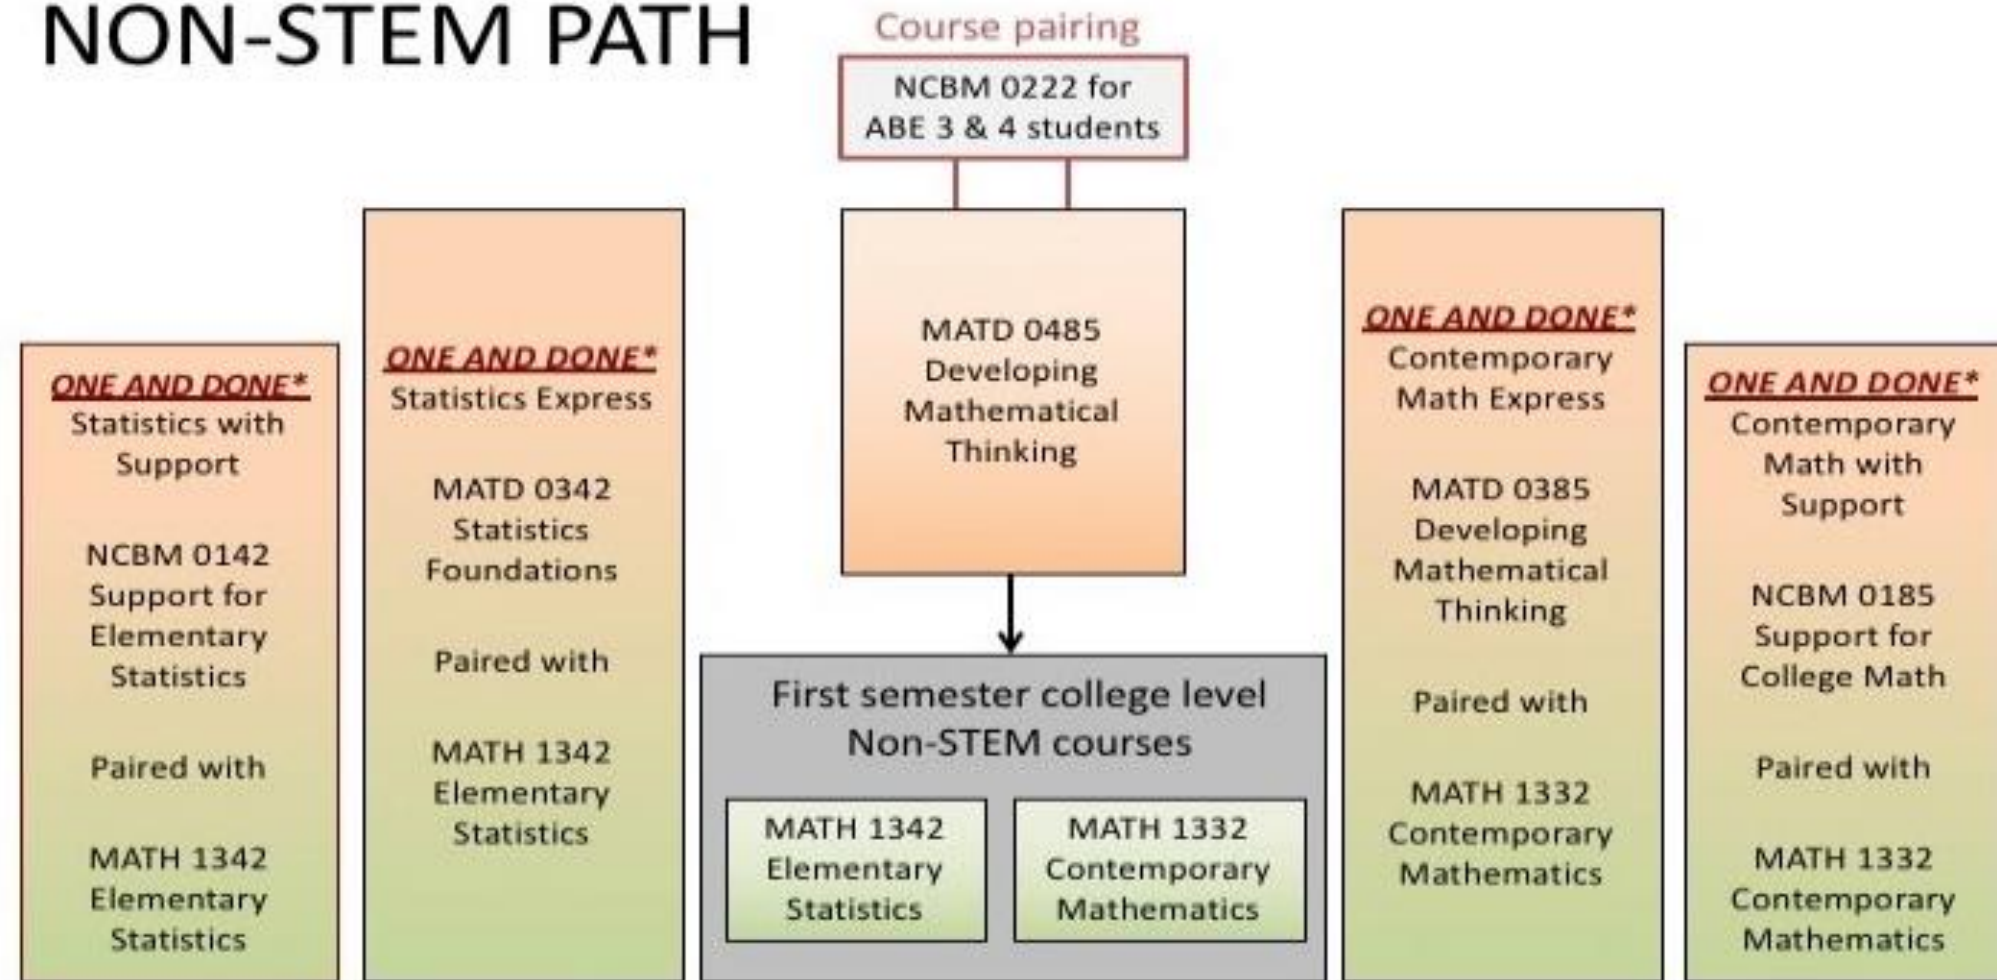 NON-STEM PATH
Course pairing
NCBM 0222 for
ABE 3 & 4 students
ONE AND DONE*
Statistics with
Support
NCBM 0142
Support for
Elementary
Statistics
Paired with
MATH 1342
Elementary
Statistics
ONE AND DONE*
Statistics Express
MATD 0342
Statistics
Foundations
Paired with
MATH 1342
Elementary
Statistics
MATD 0485
Developing
Mathematical
Thinking
First semester college level
Non-STEM courses
MATH 1342
Elementary
Statistics
MATH 1332
Contemporary
Mathematics
ONE AND DONE*
Contemporary
Math Express
MATD 0385
Developing
Mathematical
Thinking
Paired with
MATH 1332
Contemporary
Mathematics
ONE AND DONE*
Contemporary
Math with
Support
NCBM 0185
Support for
College Math
Paired with
MATH 1332
Contemporary
Mathematics